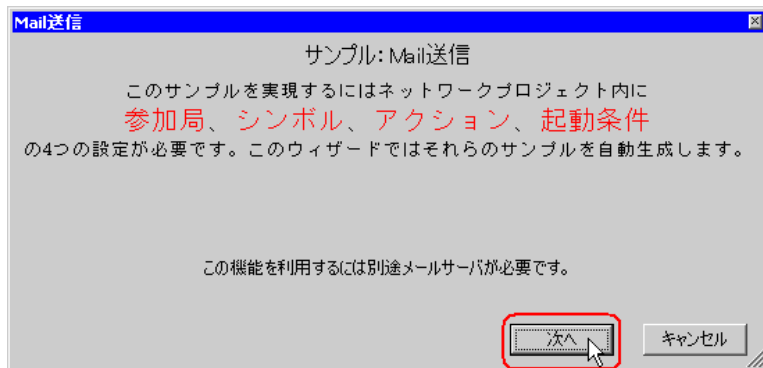 Mail送信
サンプル：Mail送信
このサンプルを実現するにはネットワークプロジェクト内に
参加局、シンボル、アクション、起動条件
の4つの設定が必要です。このウィザードではそれらのサンプルを自動生成します。
この機能を利用するには別途メールサーバが必要です。
次へ
キャンセル